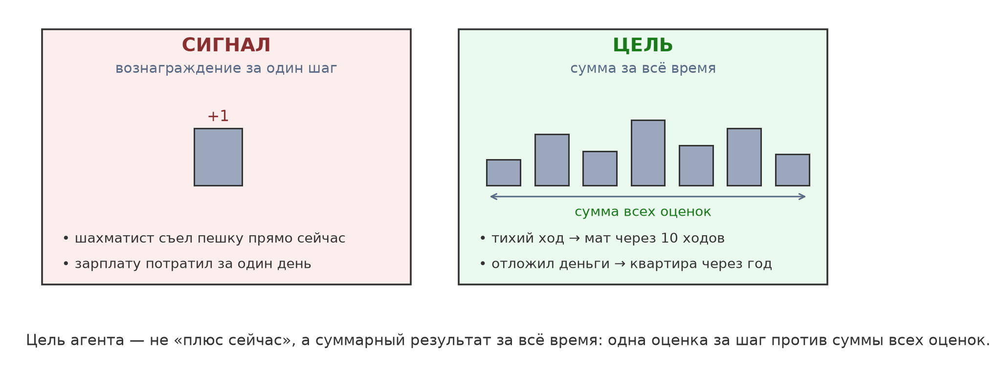 СИГНАЛ
вознаграждение за один шаг
+1
• шахматист съел пешку прямо сейчас
• зарплату потратил за один день
ЦЕЛЬ
сумма за всё время
сумма всех оценок
• тихий ход → мат через 10 ходов
• отложил деньги → квартира через год
Цель агента — не «плюс сейчас», а суммарный результат за всё время: одна оценка за шаг против суммы всех оценок.